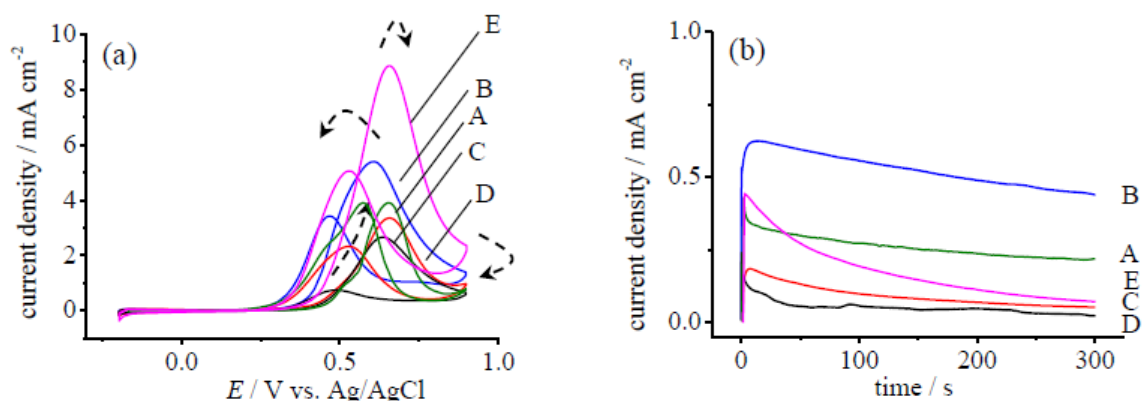 (a)
10
8
6
4
2
0
current density / mA cm⁻²
0.0
0.5
1.0
E / V vs. Ag/AgCl
E
B
A
C
D
(b)
1.0
0.5
0.0
current density / mA cm⁻²
0
100
200
300
time / s
B
A
E
C
D